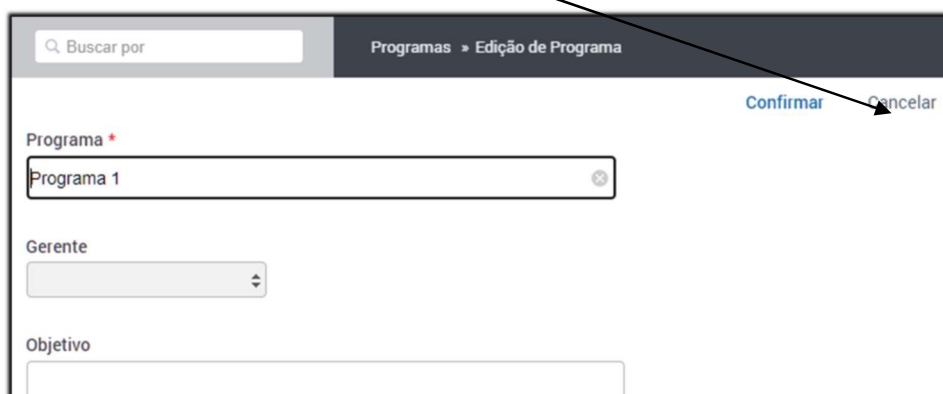 Buscar por
Programas » Edição de Programa
Confirmar Cancelar
Programa *
Programa 1
Gerente
Objetivo